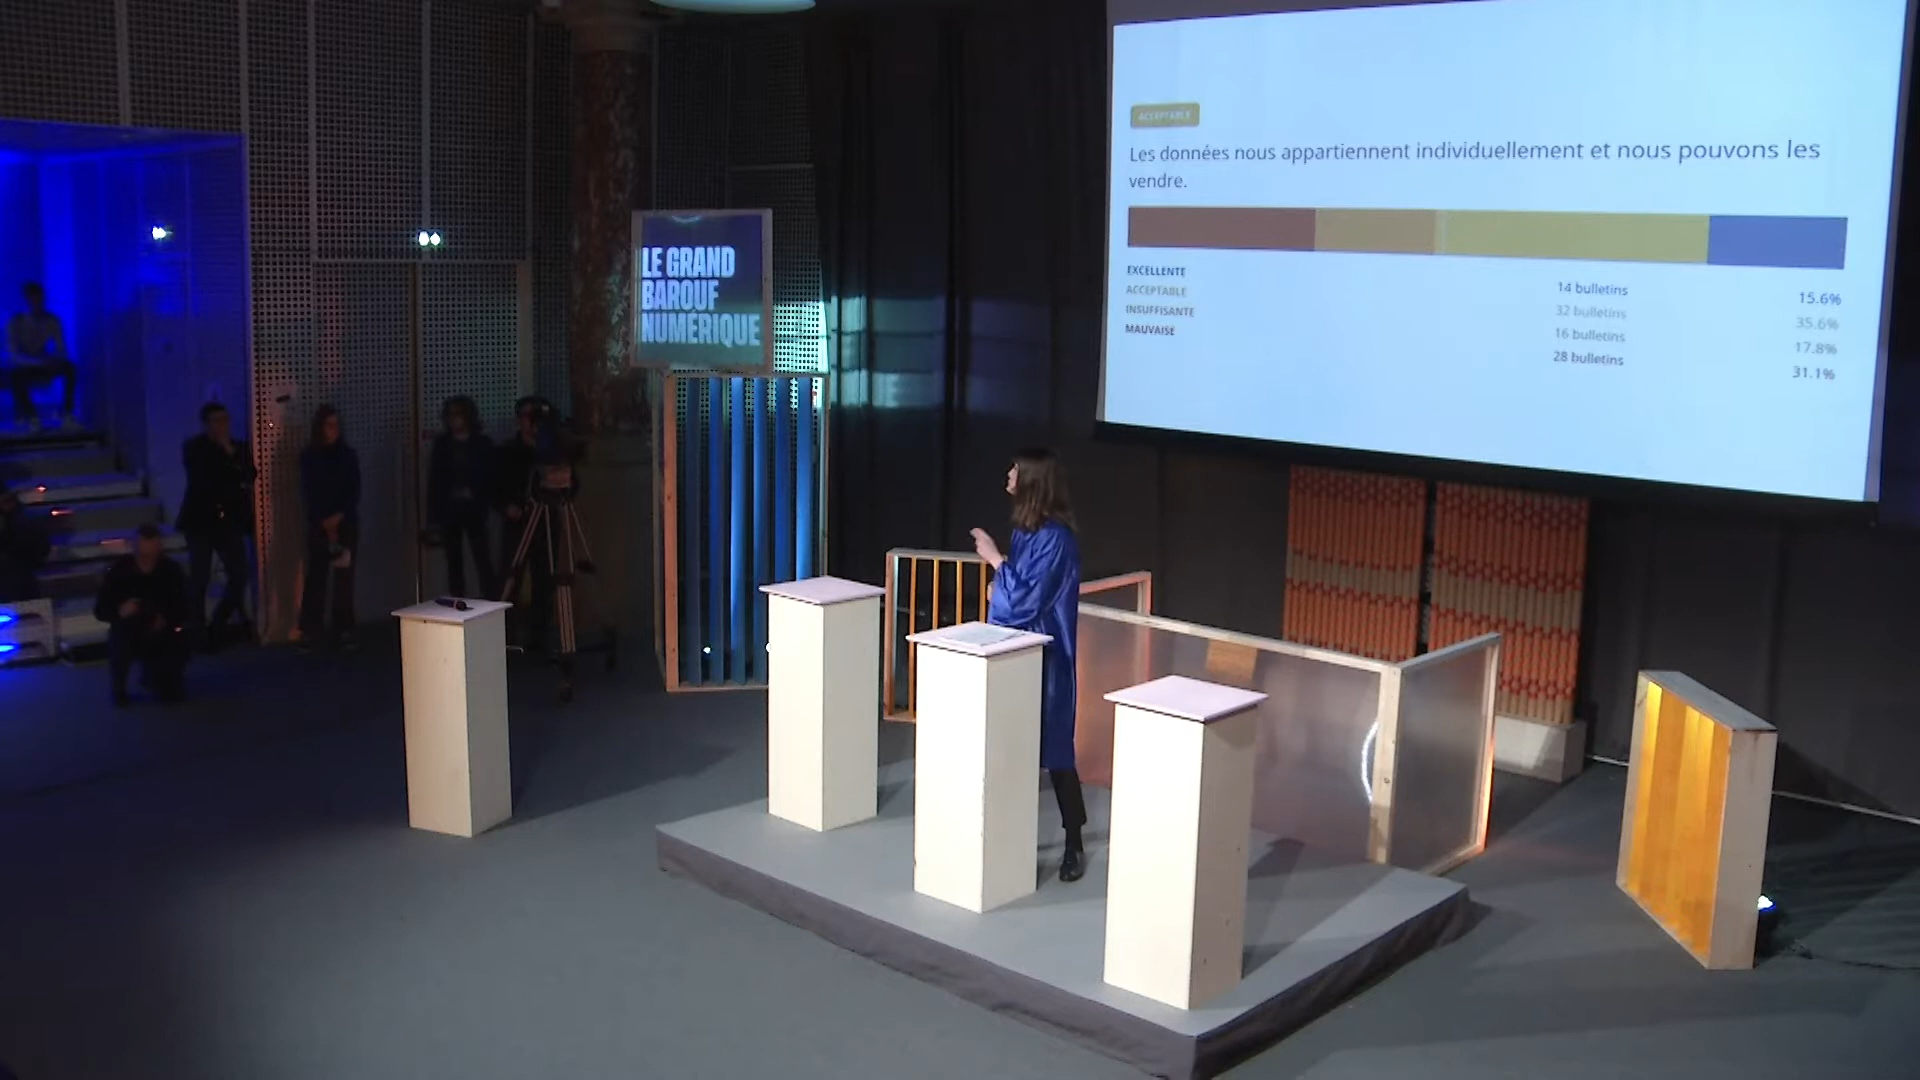 ACCEPTABLE
Les données nous appartiennent individuellement et nous pouvons les
vendre.
EXCELLENTE 14 bulletins 15.6%
ACCEPTABLE 32 bulletins 35.6%
INSUFFISANTE 16 bulletins 17.8%
MAUVAISE 28 bulletins 31.1%
LE GRAND
BAROUF
NUMÉRIQUE